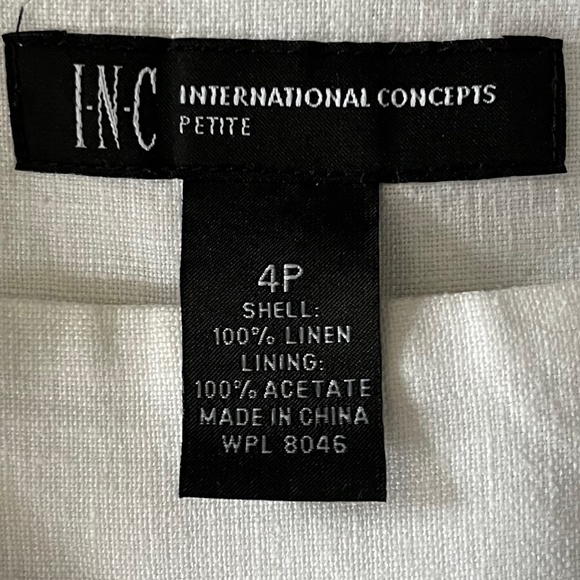 I·N·C INTERNATIONAL CONCEPTS
PETITE
4P
SHELL:
100% LINEN
LINING:
100% ACETATE
MADE IN CHINA
WPL 8046